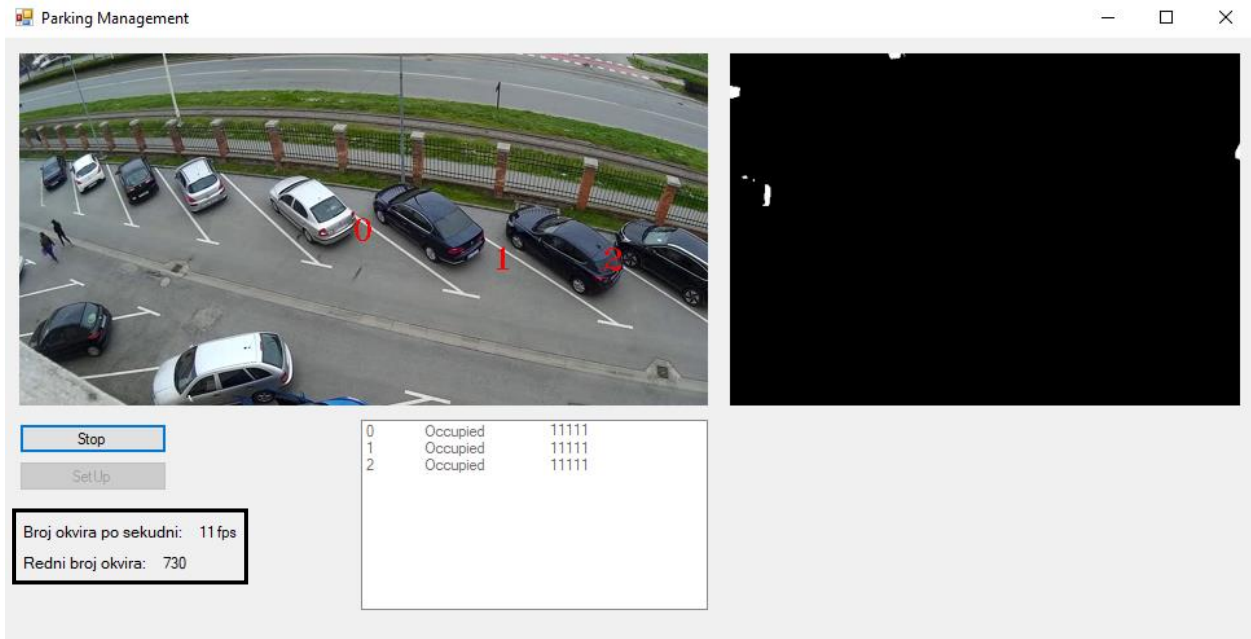 Parking Management
0
1
2
Stop
SetUp
0 Occupied 11111
1 Occupied 11111
2 Occupied 11111
Broj okvira po sekudni: 11 fps
Redni broj okvira: 730